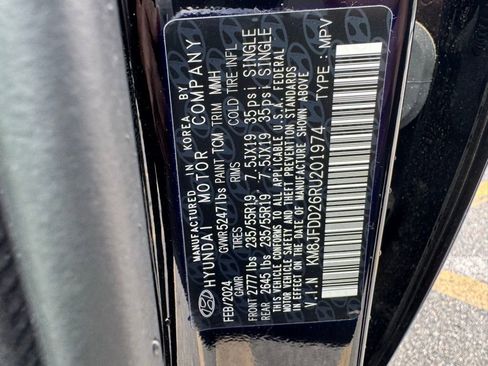 MANUFACTURED IN KOREA BY
HYUNDAI MOTOR COMPANY
FEB/2024 GVWR5247lbs PAINT TCM TRIM MMH
GAWR TIRES RIMS COLD TIRE INFL
FRONT 2777lbs 235/55R19 7.5JX19 35psi SINGLE
REAR 2645lbs 235/55R19 7.5JX19 35psi SINGLE
THIS VEHICLE CONFORMS TO ALL APPLICABLE U.S.A. FEDERAL
MOTOR VEHICLE SAFETY, BUMPER, AND THEFT PREVENTION STANDARDS
IN EFFECT ON THE DATE OF MANUFACTURE SHOWN ABOVE
V.I.N KM8JFDD26RU201974 TYPE: MPV